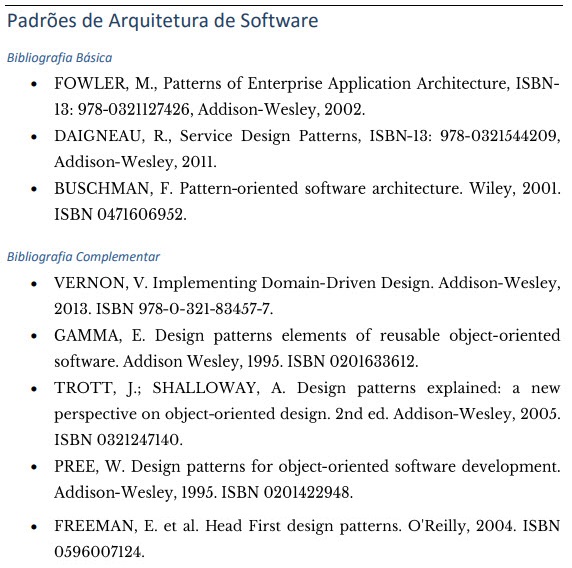 Padrões de Arquitetura de Software
Bibliografia Básica
• FOWLER, M., Patterns of Enterprise Application Architecture, ISBN-
13: 978-0321127426, Addison-Wesley, 2002.
• DAIGNEAU, R., Service Design Patterns, ISBN-13: 978-0321544209,
Addison-Wesley, 2011.
• BUSCHMAN, F. Pattern-oriented software architecture. Wiley, 2001.
ISBN 0471606952.
Bibliografia Complementar
• VERNON, V. Implementing Domain-Driven Design. Addison-Wesley,
2013. ISBN 978-0-321-83457-7.
• GAMMA, E. Design patterns elements of reusable object-oriented
software. Addison Wesley, 1995. ISBN 0201633612.
• TROTT, J.; SHALLOWAY, A. Design patterns explained: a new
perspective on object-oriented design. 2nd ed. Addison-Wesley, 2005.
ISBN 0321247140.
• PREE, W. Design patterns for object-oriented software development.
Addison-Wesley, 1995. ISBN 0201422948.
• FREEMAN, E. et al. Head First design patterns. O'Reilly, 2004. ISBN
0596007124.